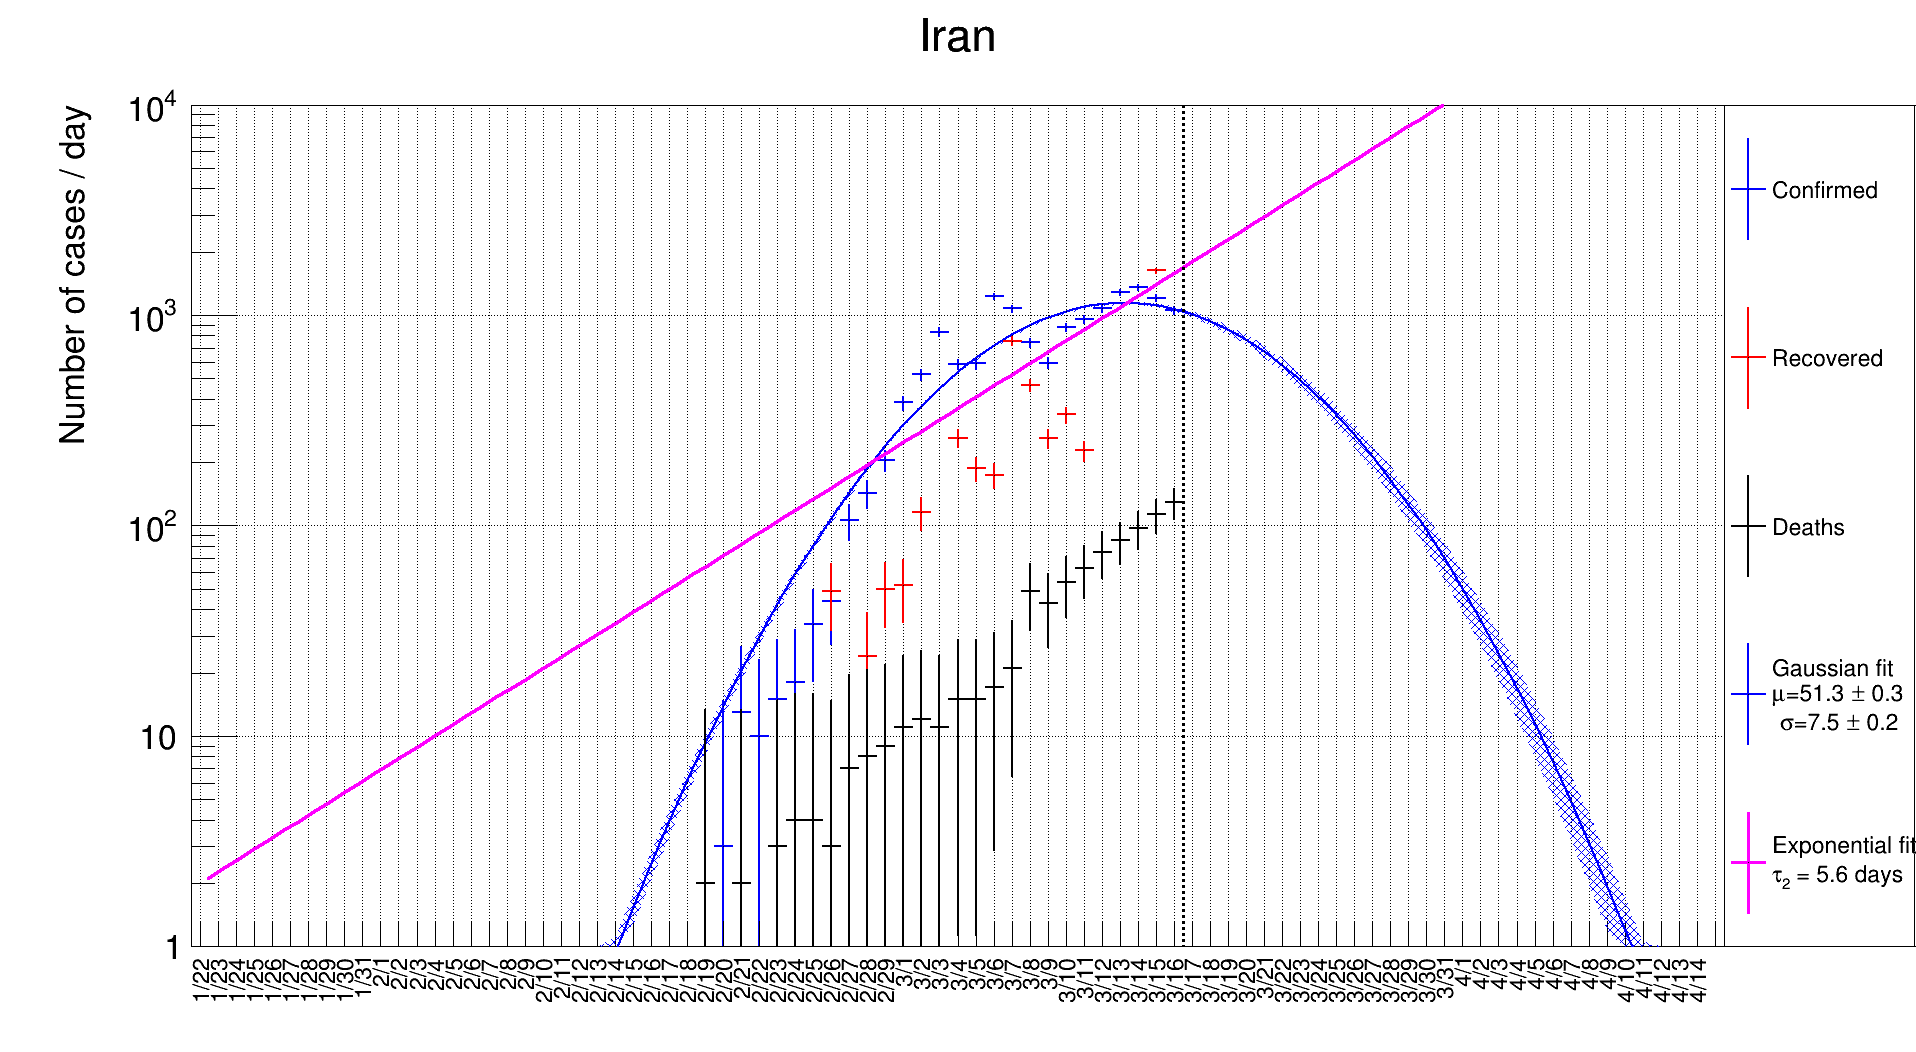 Iran
Number of cases / day
10⁴
10³
10²
10
1
1/22 1/23 1/24 1/25 1/26 1/27 1/28 1/29 1/30 1/31 2/1 2/2 2/3 2/4 2/5 2/6 2/7 2/8 2/9 2/10 2/11 2/12 2/13 2/14 2/15 2/16 2/17 2/18 2/19 2/20 2/21 2/22 2/23 2/24 2/25 2/26 2/27 2/28 2/29 3/1 3/2 3/3 3/4 3/5 3/6 3/7 3/8 3/9 3/10 3/11 3/12 3/13 3/14 3/15 3/16 3/17 3/18 3/19 3/20 3/21 3/22 3/23 3/24 3/25 3/26 3/27 3/28 3/29 3/30 3/31 4/1 4/2 4/3 4/4 4/5 4/6 4/7 4/8 4/9 4/10 4/11 4/12 4/13 4/14
Confirmed
Recovered
Deaths
Gaussian fit
μ=51.3 ± 0.3
σ=7.5 ± 0.2
Exponential fit
τ₂ = 5.6 days